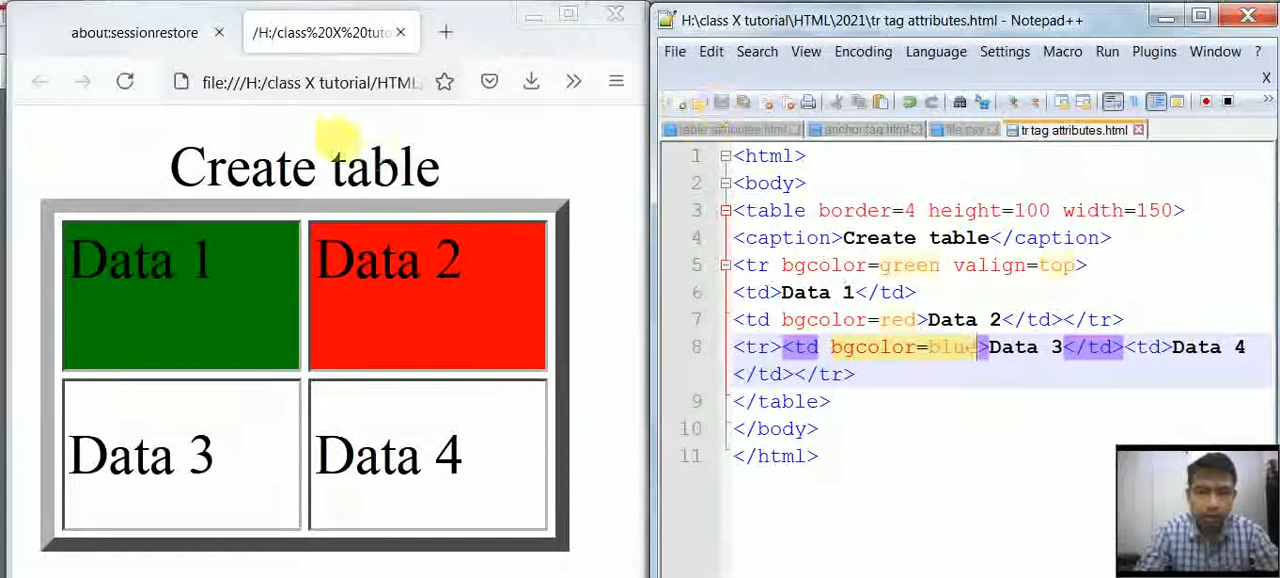 about:sessionrestore
/H:/class%20X%20tuto
file:///H:/class X tutorial/HTML,
Create table
Data 1
Data 2
Data 3
Data 4
H:\class X tutorial\HTML\2021\tr tag attributes.html - Notepad++
File Edit Search View Encoding Language Settings Macro Run Plugins Window ?
X
anchor tag.html
file.csv
tr tag attributes.html
1 <html>
2 <body>
3 <table border=4 height=100 width=150>
4 <caption>Create table</caption>
5 <tr bgcolor=green valign=top>
6 <td>Data 1</td>
7 <td bgcolor=red>Data 2</td></tr>
8 <tr><td bgcolor=blue>Data 3</td><td>Data 4
</td></tr>
9 </table>
10 </body>
11 </html>